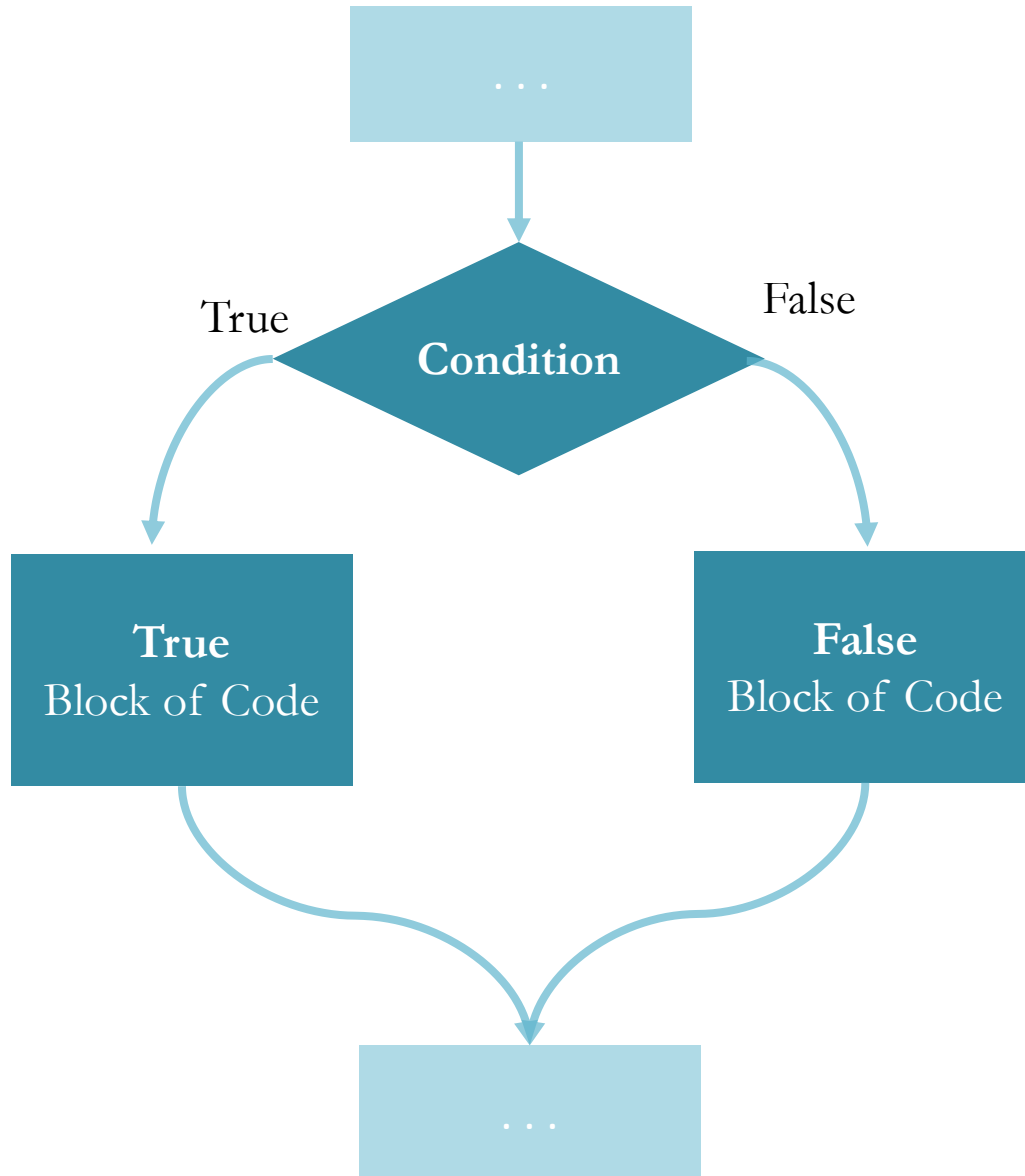 . . .
True
False
Condition
True
Block of Code
False
Block of Code
. . .